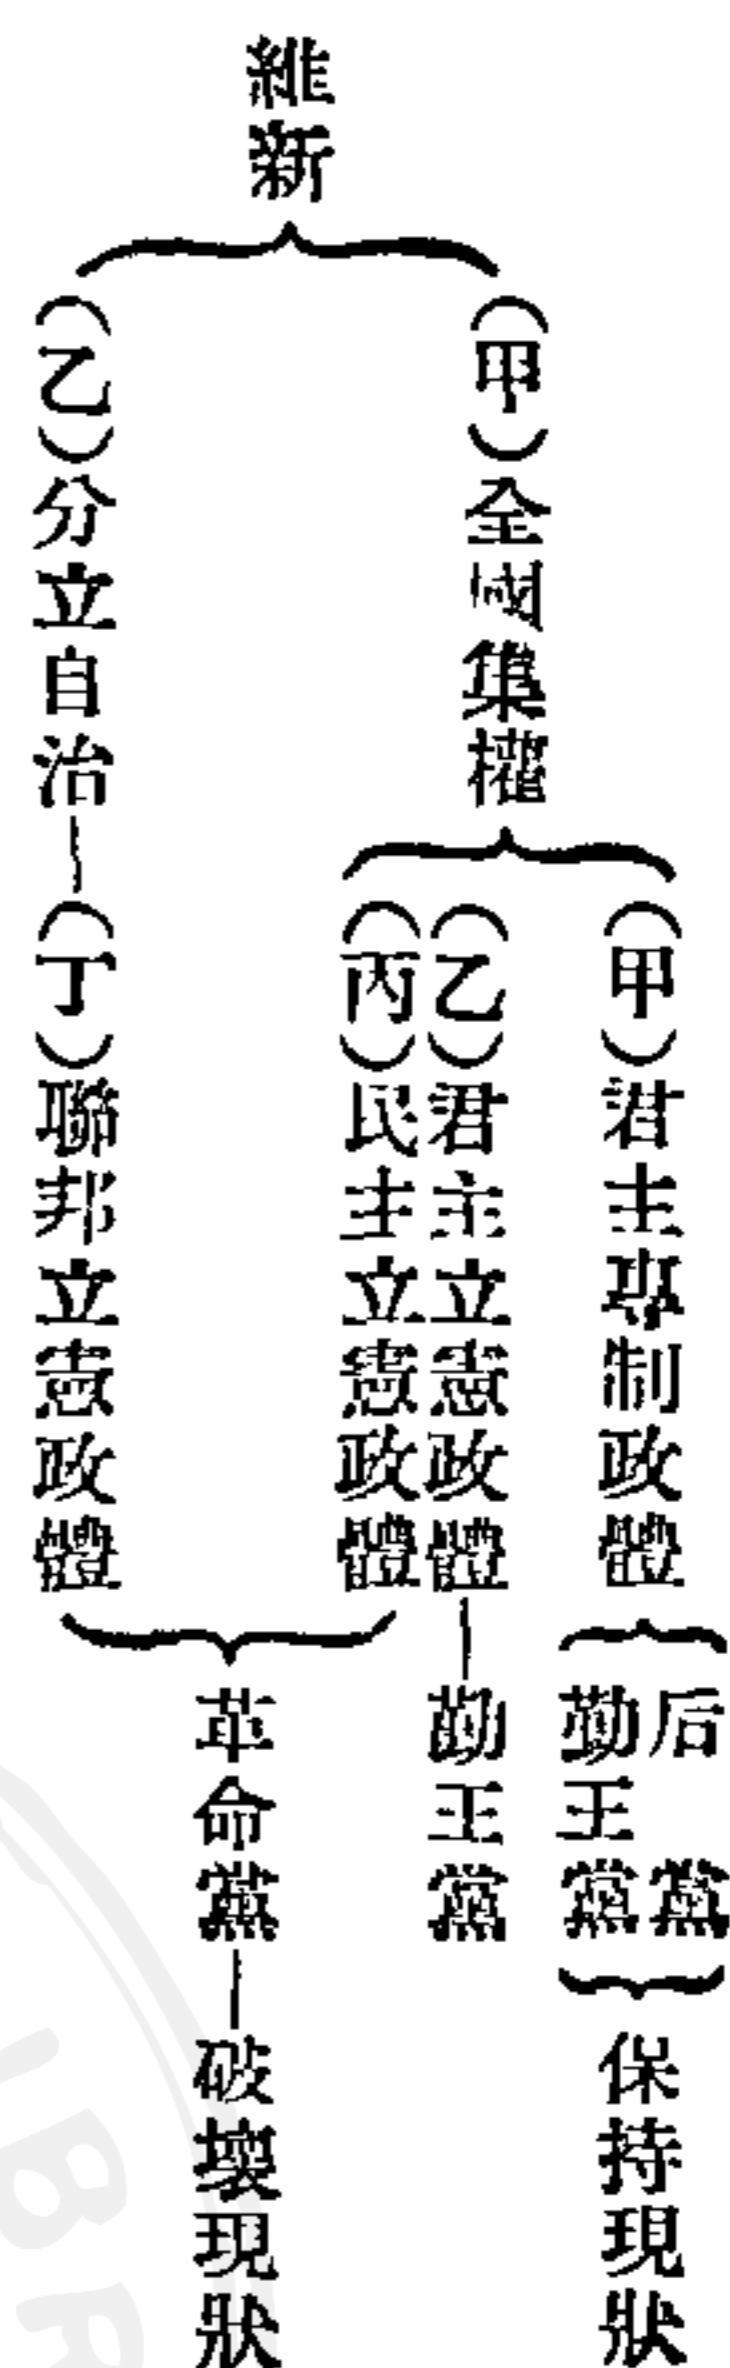 維新
（甲）全國集權
（甲）君主專制政體
后黨
勤王黨
保持現狀
（乙）君主立憲政體
勤王黨
（丙）民主立憲政體
（乙）分立自治
（丁）聯邦立憲政體
革命黨
破壞現狀